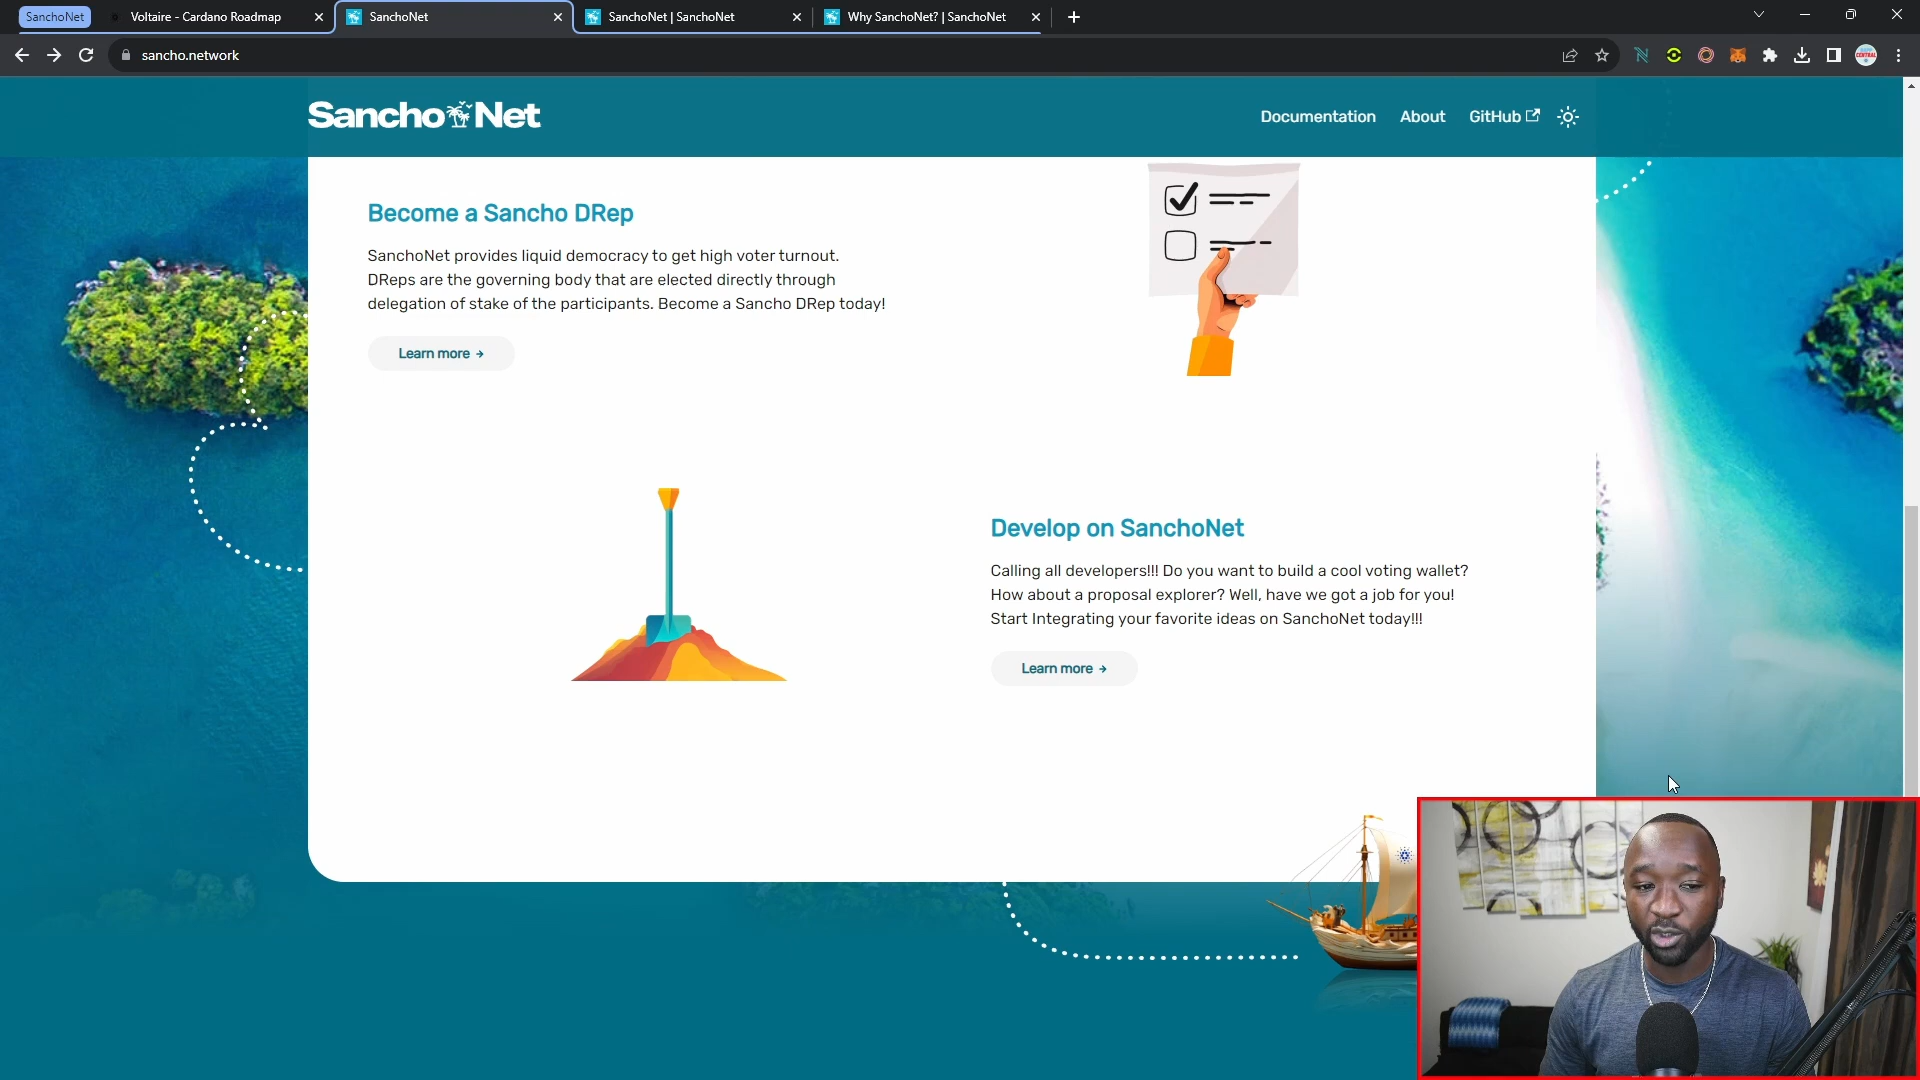 SanchoNet
Voltaire - Cardano Roadmap
SanchoNet
SanchoNet | SanchoNet
Why SanchoNet? | SanchoNet
sancho.network
Sancho Net
Documentation
About
GitHub
Become a Sancho DRep
SanchoNet provides liquid democracy to get high voter turnout.
DReps are the governing body that are elected directly through
delegation of stake of the participants. Become a Sancho DRep today!
Learn more →
Develop on SanchoNet
Calling all developers!!! Do you want to build a cool voting wallet?
How about a proposal explorer? Well, have we got a job for you!
Start Integrating your favorite ideas on SanchoNet today!!!
Learn more →